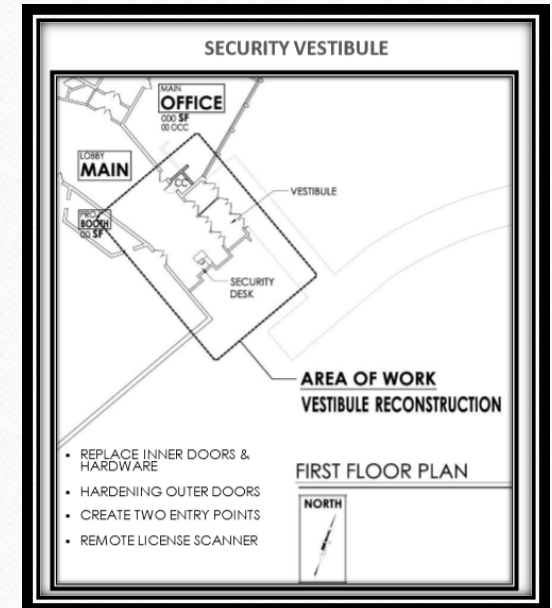 SECURITY VESTIBULE
MAIN
OFFICE
000 SF
00 OCC
LOBBY
MAIN
CC
VESTIBULE
PROJ
BOOTH
00 SF
SECURITY
DESK
AREA OF WORK
VESTIBULE RECONSTRUCTION
▪ REPLACE INNER DOORS &
HARDWARE
▪ HARDENING OUTER DOORS
▪ CREATE TWO ENTRY POINTS
▪ REMOTE LICENSE SCANNER
FIRST FLOOR PLAN
NORTH